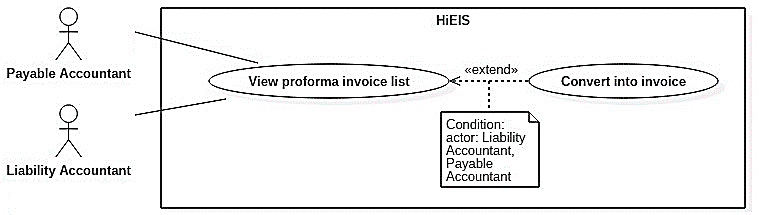 HiEIS
Payable Accountant
«extend»
View proforma invoice list
Convert into invoice
Condition:
actor: Liability
Accountant,
Payable
Accountant
Liability Accountant